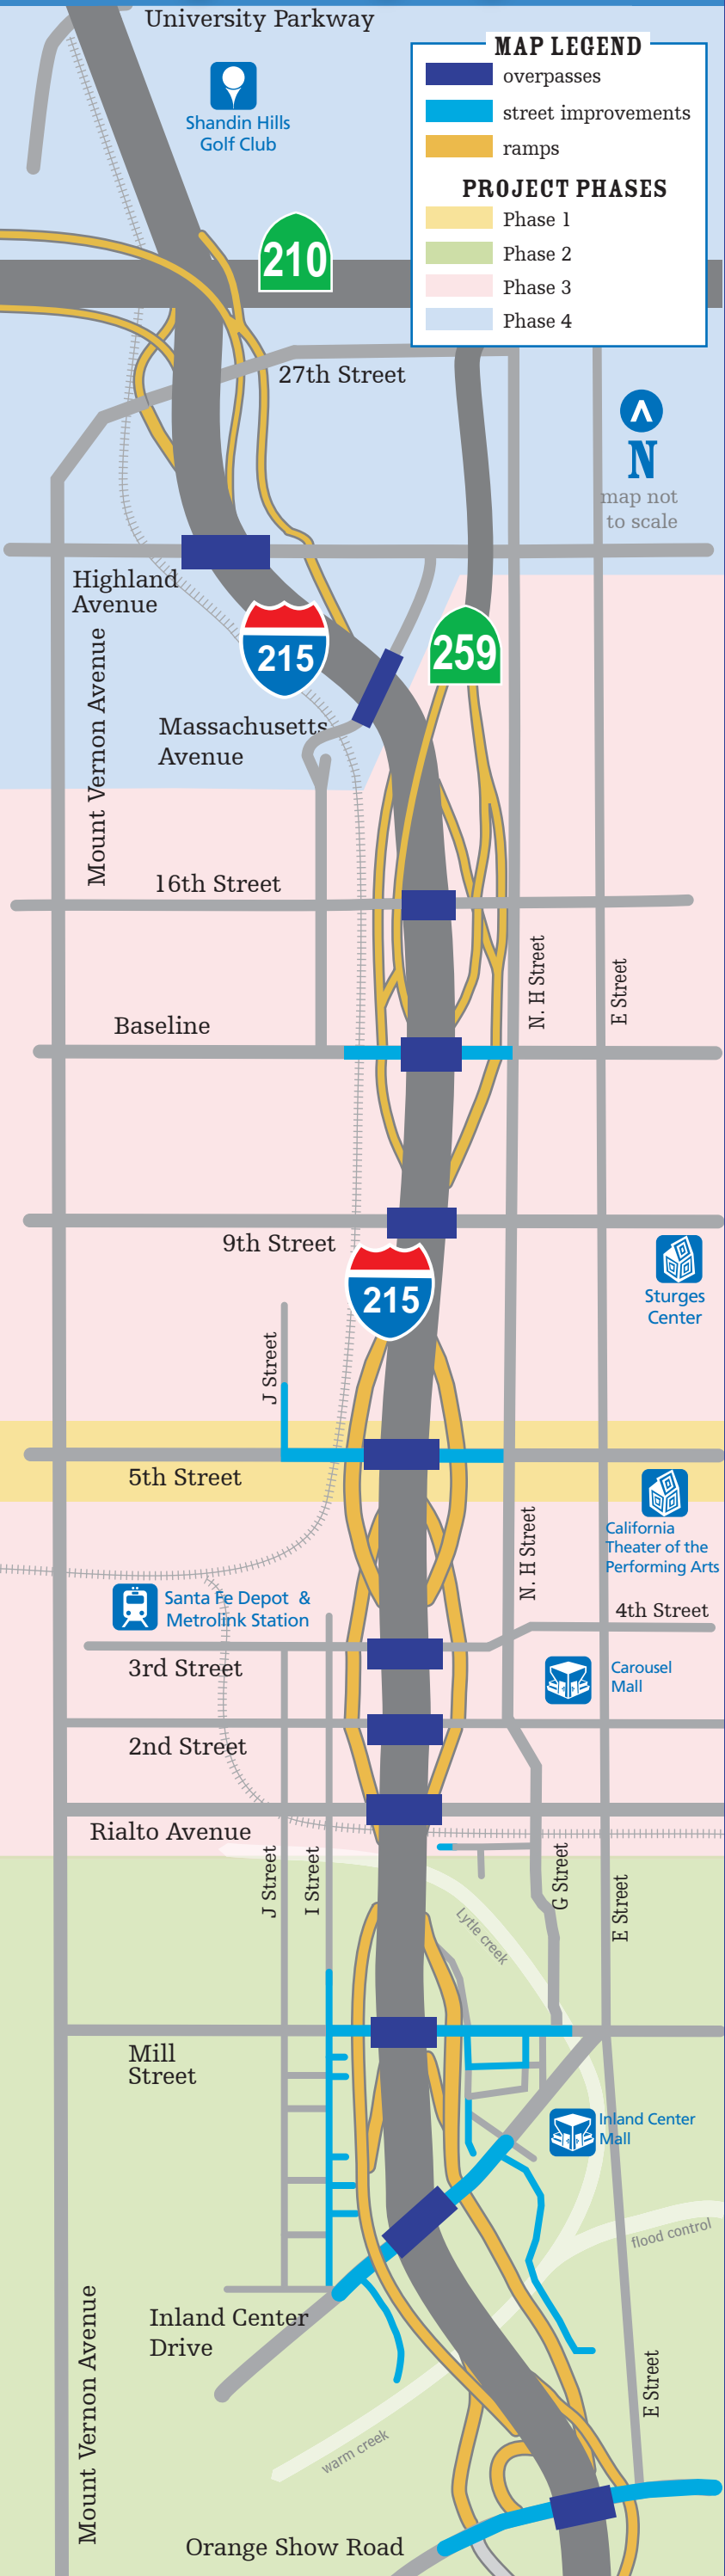 University Parkway
MAP LEGEND
overpasses
street improvements
ramps
PROJECT PHASES
Phase 1
Phase 2
Phase 3
Phase 4
Shandin Hills
Golf Club
210
27th Street
N
map not
to scale
Highland
Avenue
215
259
Mount Vernon Avenue
Massachusetts
Avenue
16th Street
N. H Street
E Street
Baseline
9th Street
215
Sturges
Center
J Street
5th Street
California
Theater of the
Performing Arts
N. H Street
Santa Fe Depot &
Metrolink Station
4th Street
3rd Street
Carousel
Mall
2nd Street
Rialto Avenue
J Street
I Street
G Street
E Street
Lytle creek
Mill
Street
Inland Center
Mall
flood control
Inland Center
Drive
Mount Vernon Avenue
E Street
warm creek
Orange Show Road